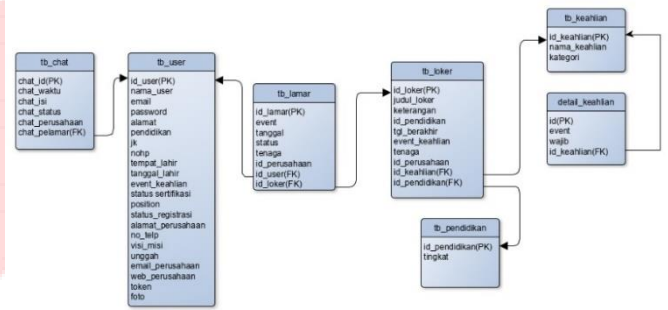 tb_chat
chat_id(PK)
chat_waktu
chat_isi
chat_status
chat_perusahaan
chat_pelamar(FK)
tb_user
id_user(PK)
nama_user
email
password
alamat
pendidikan
jk
nohp
tempat_lahir
tanggal_lahir
event_keahlian
status sertifikasi
position
status_registrasi
alamat_perusahaan
no_telp
visi_misi
unggah
email_perusahaan
web_perusahaan
token
foto
tb_lamar
id_lamar(PK)
event
tanggal
status
tenaga
id_perusahaan
id_user(FK)
id_loker(FK)
tb_loker
id_loker(PK)
judul_loker
keterangan
id_pendidikan
tgl_berakhir
event_keahlian
tenaga
id_perusahaan
id_keahlian(FK)
id_pendidikan(FK)
tb_pendidikan
id_pendidikan(PK)
tingkat
tb_keahlian
id_keahlian(PK)
nama_keahlian
kategori
detail_keahlian
id(PK)
event
wajib
id_keahlian(FK)